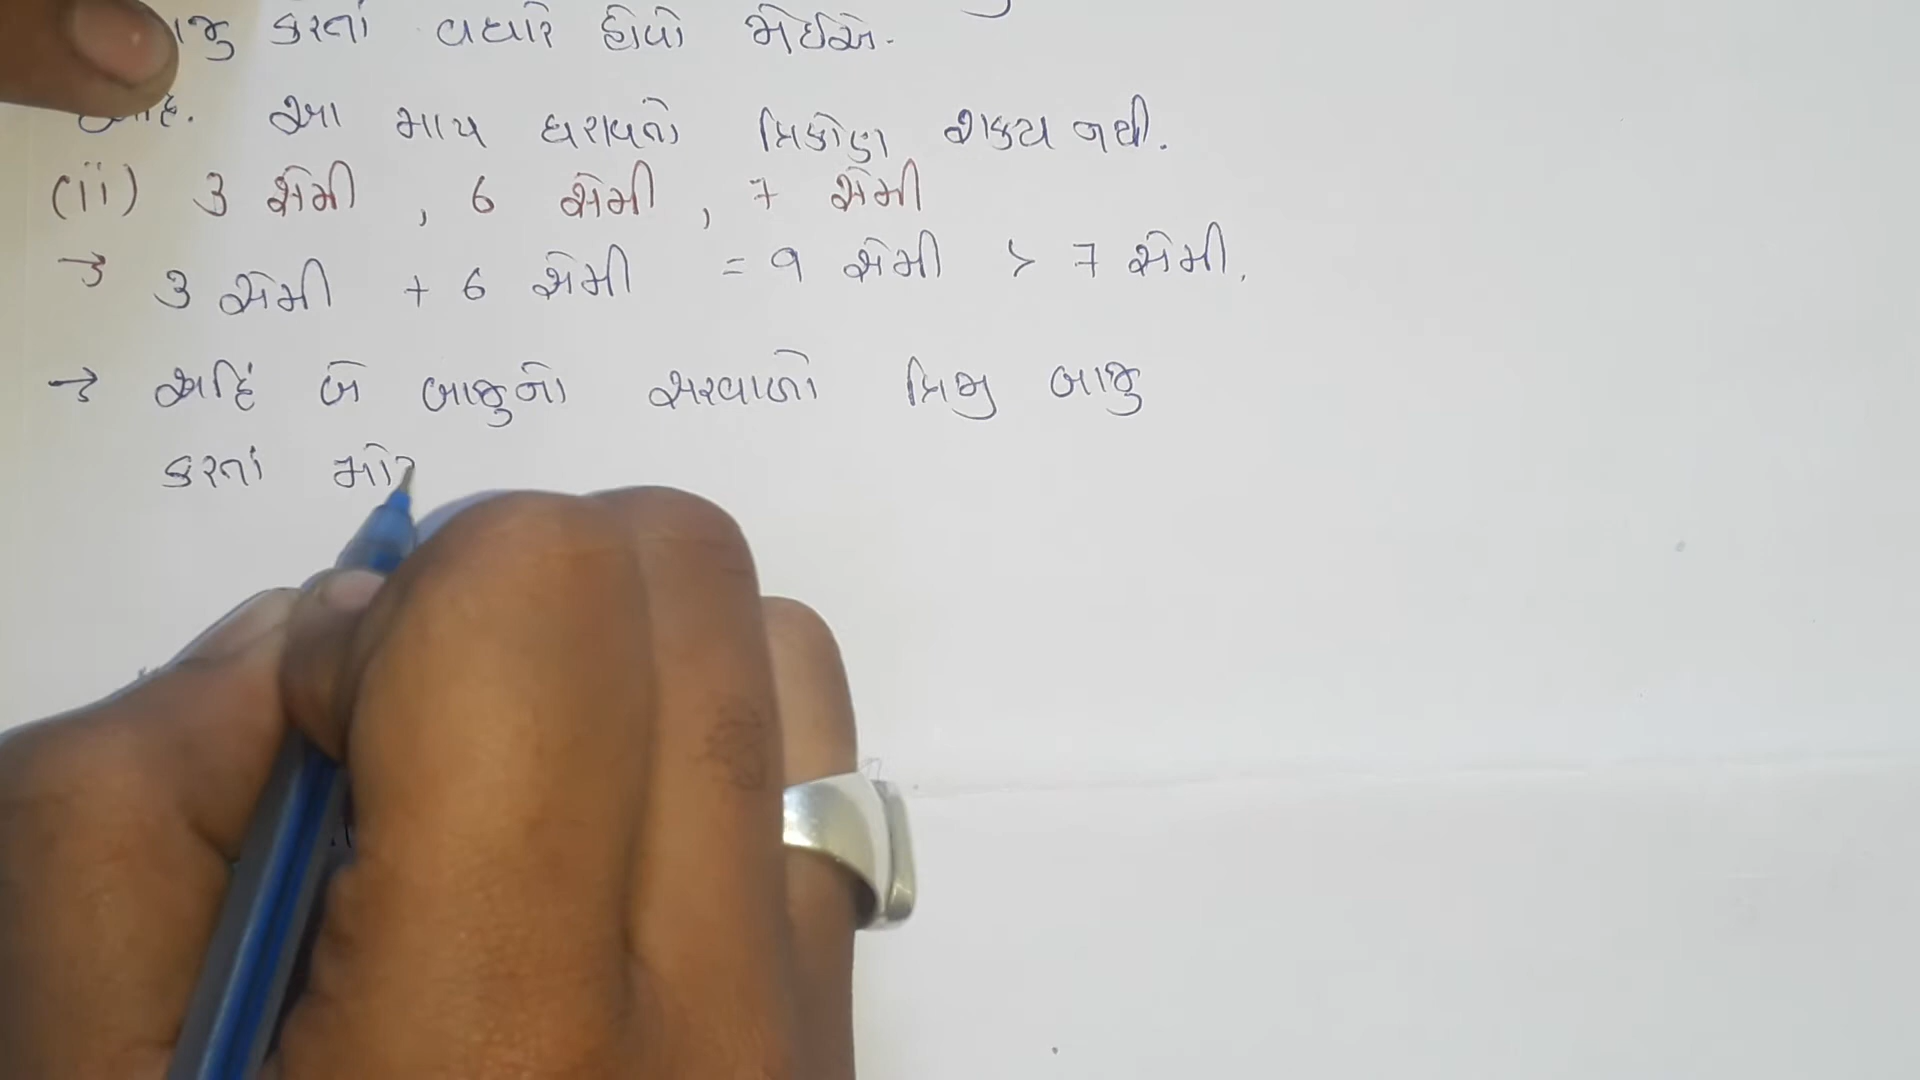 કરતાં વધારે હોવો જોઈએ.
આ માપ ધરાવતો ત્રિકોણ શક્ય નથી.
(ii) 3 સેમી , 6 સેમી , 7 સેમી
→ 3 સેમી + 6 સેમી = 9 સેમી > 7 સેમી.
→ અહિં બે બાજુનો સરવાળો ત્રિજી બાજુ
કરતાં